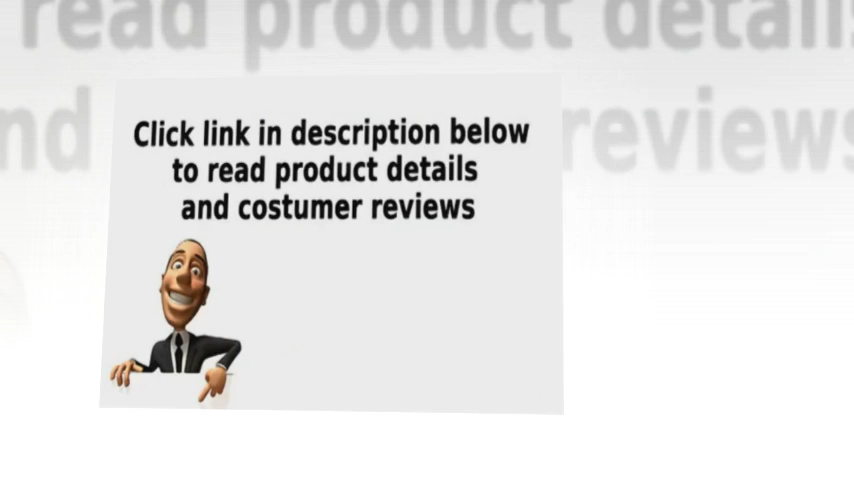 read product details
nd reviews
Click link in description below
to read product details
and costumer reviews